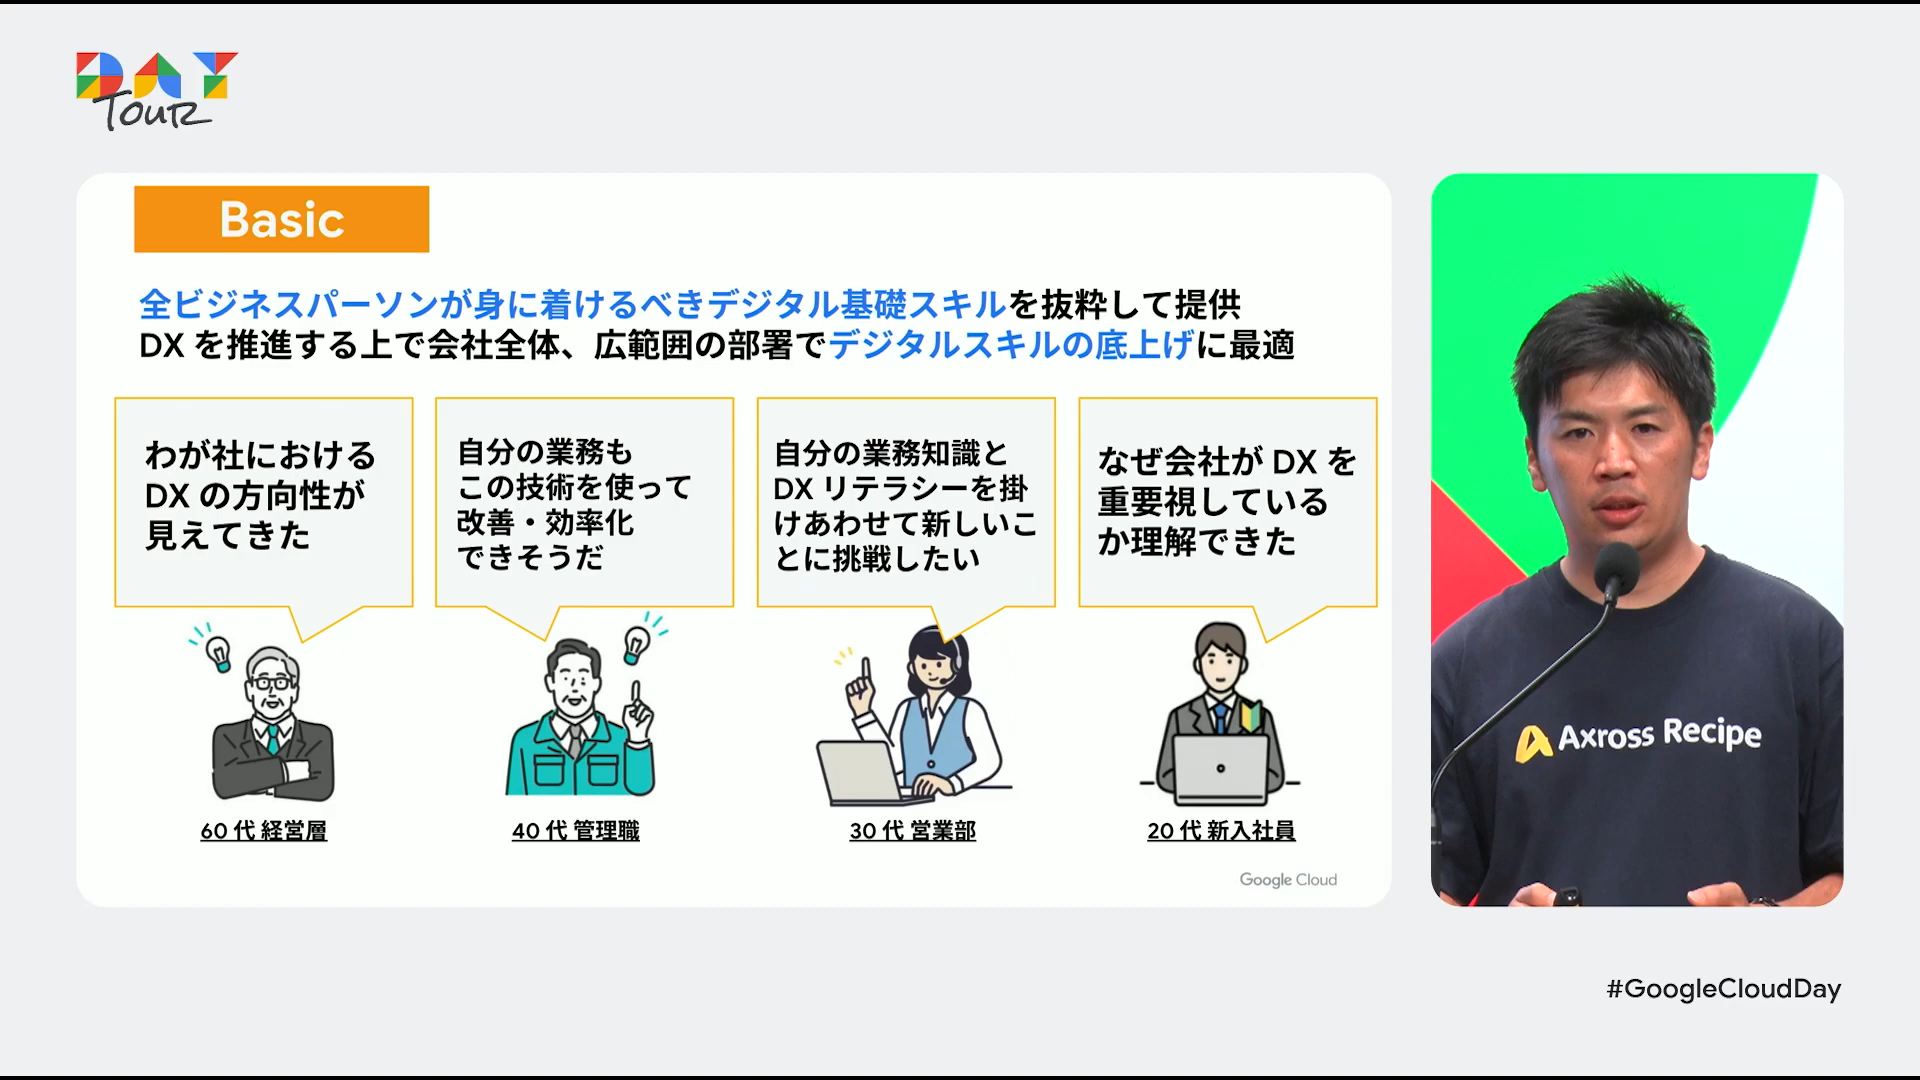 DAY
Tour
Basic
全ビジネスパーソンが身に着けるべきデジタル基礎スキルを抜粋して提供
DX を推進する上で会社全体、広範囲の部署でデジタルスキルの底上げに最適
わが社における
DX の方向性が
見えてきた
自分の業務も
この技術を使って
改善・効率化
できそうだ
自分の業務知識と
DX リテラシーを掛
けあわせて新しいこ
とに挑戦したい
なぜ会社が DX を
重要視している
か理解できた
60 代 経営層
40 代 管理職
30 代 営業部
20 代 新入社員
Google Cloud
Axross Recipe
#GoogleCloudDay